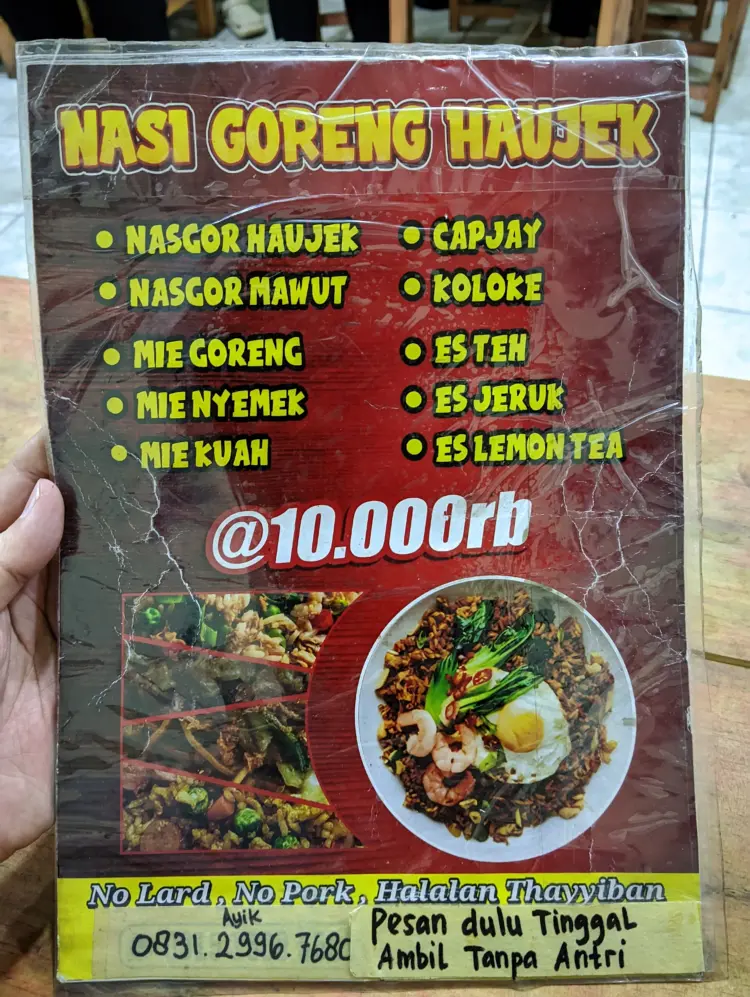 NASI GORENG HAUJEK
• NASGOR HAUJEK
• NASGOR MAWUT
• MIE GORENG
• MIE NYEMEK
• MIE KUAH
• CAPJAY
• KOLOKE
• ES TEH
• ES JERUK
• ES LEMON TEA
@10.000rb
No Lard , No Pork , Halalan Thayyiban
Ayik
0831.2996.7680
Pesan dulu Tinggal
Ambil Tanpa Antri